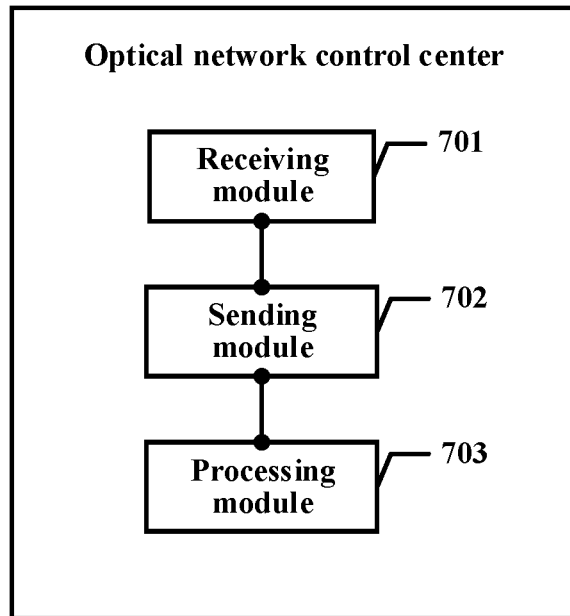 Optical network control center
Receiving
module
701
Sending
module
702
Processing
module
703